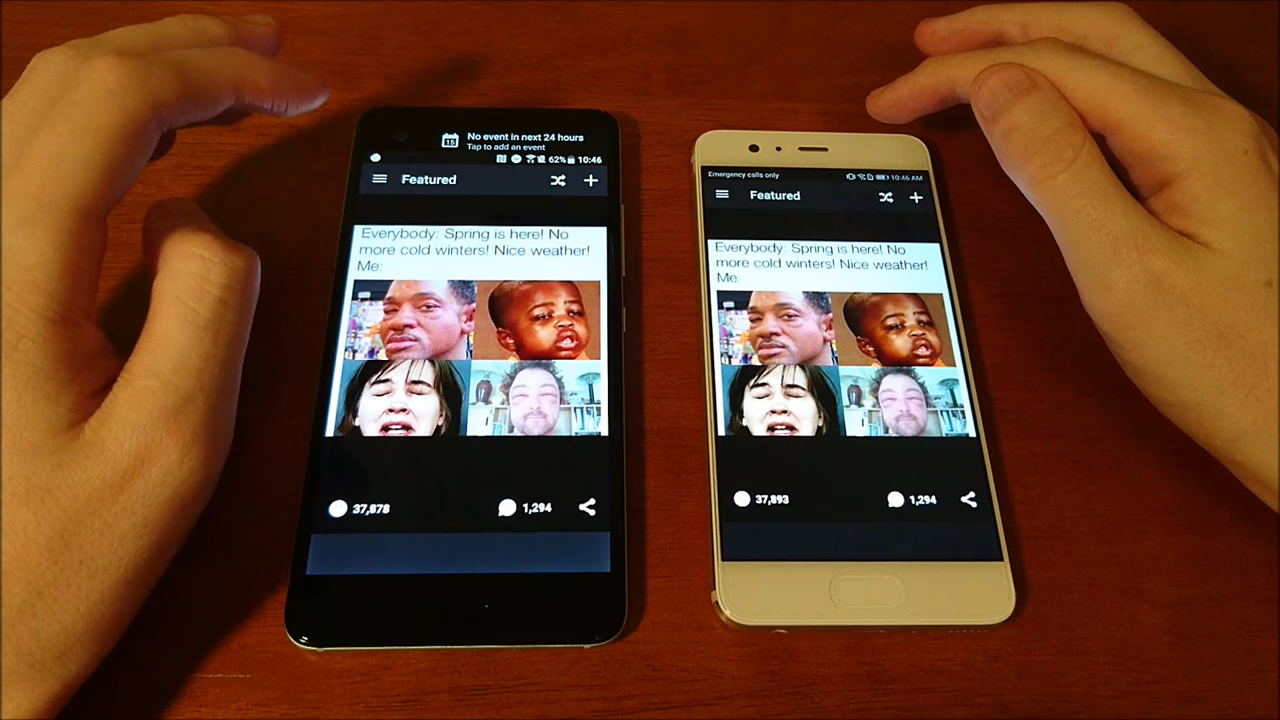 No event in next 24 hours
Tap to add an event
15
62% 10:46
Featured
Everybody: Spring is here! No
more cold winters! Nice weather!
Me:
37,878
1,294
Emergency calls only
10:46 AM
Featured
Everybody: Spring is here! No
more cold winters! Nice weather!
Me
37,893
1,294